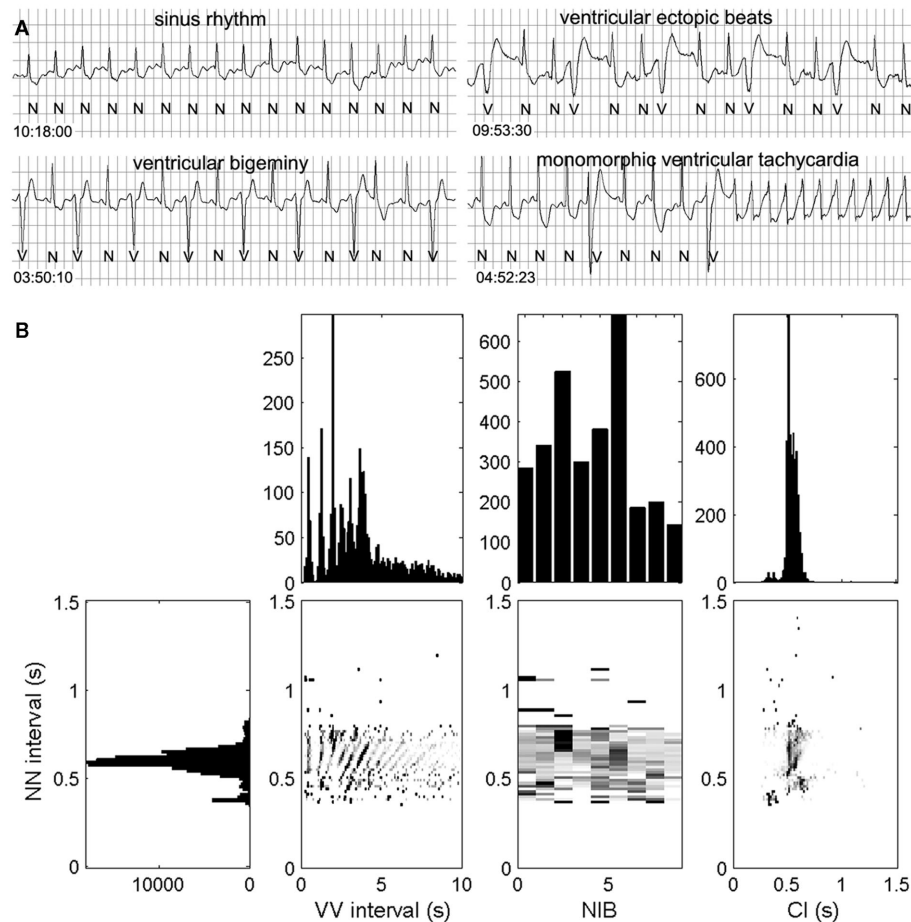 A
sinus rhythm
N N N N N N N N N N N N N N N N
10:18:00
ventricular ectopic beats
V N N V N N V N N V N N V N N
09:53:30
ventricular bigeminy
V N V N V N V N V N V N V N N V
03:50:10
monomorphic ventricular tachycardia
N N N N V N N N V
04:52:23
B
250
200
150
100
50
0
600
500
400
300
200
100
0
600
400
200
0
1.5
1
0.5
0
NN interval (s)
10000 0
1.5
1
0.5
0
0 5 10
VV interval (s)
1.5
1
0.5
0
5
NIB
1.5
1
0.5
0
0 0.5 1 1.5
CI (s)